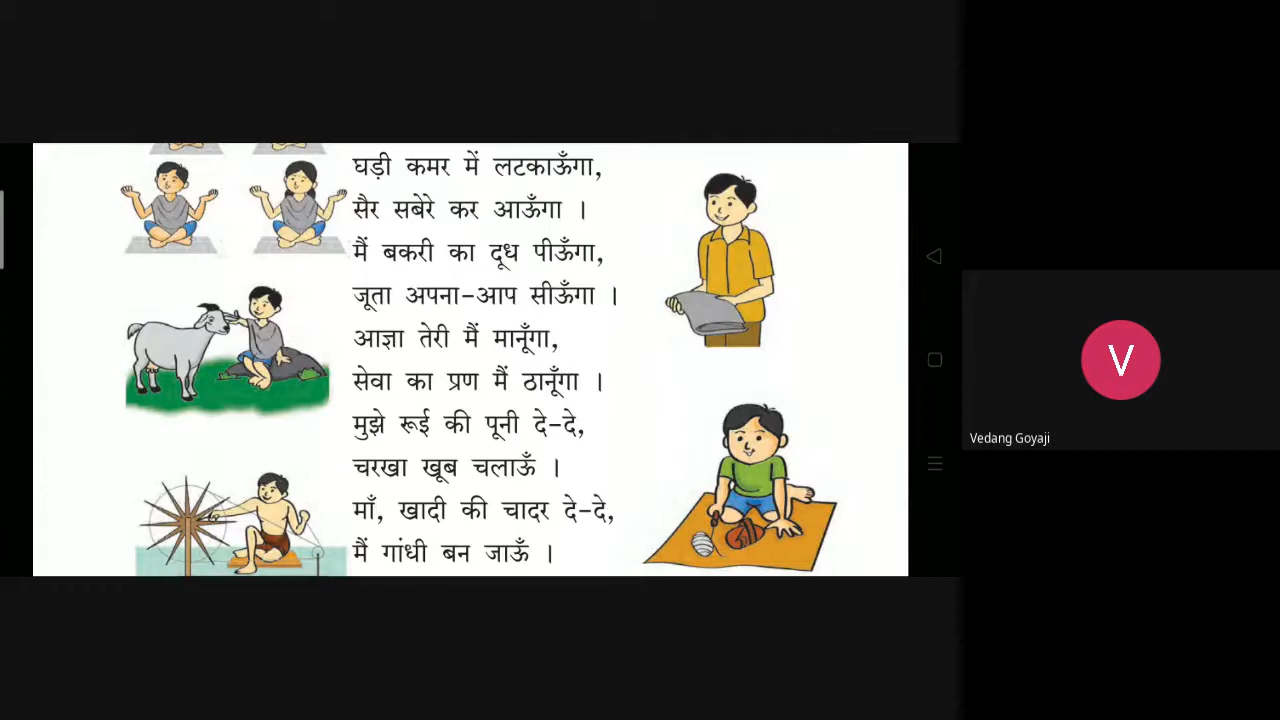 घड़ी कमर में लटकाऊँगा,
सैर सबेरे कर आऊँगा ।
मैं बकरी का दूध पीऊँगा,
जूता अपना-आप सीऊँगा ।
आज्ञा तेरी मैं मानूँगा,
सेवा का प्रण मैं ठानूँगा ।
मुझे रूई की पूनी दे-दे,
चरखा खूब चलाऊँ ।
माँ, खादी की चादर दे-दे,
मैं गांधी बन जाऊँ ।
V
Vedang Goyaji